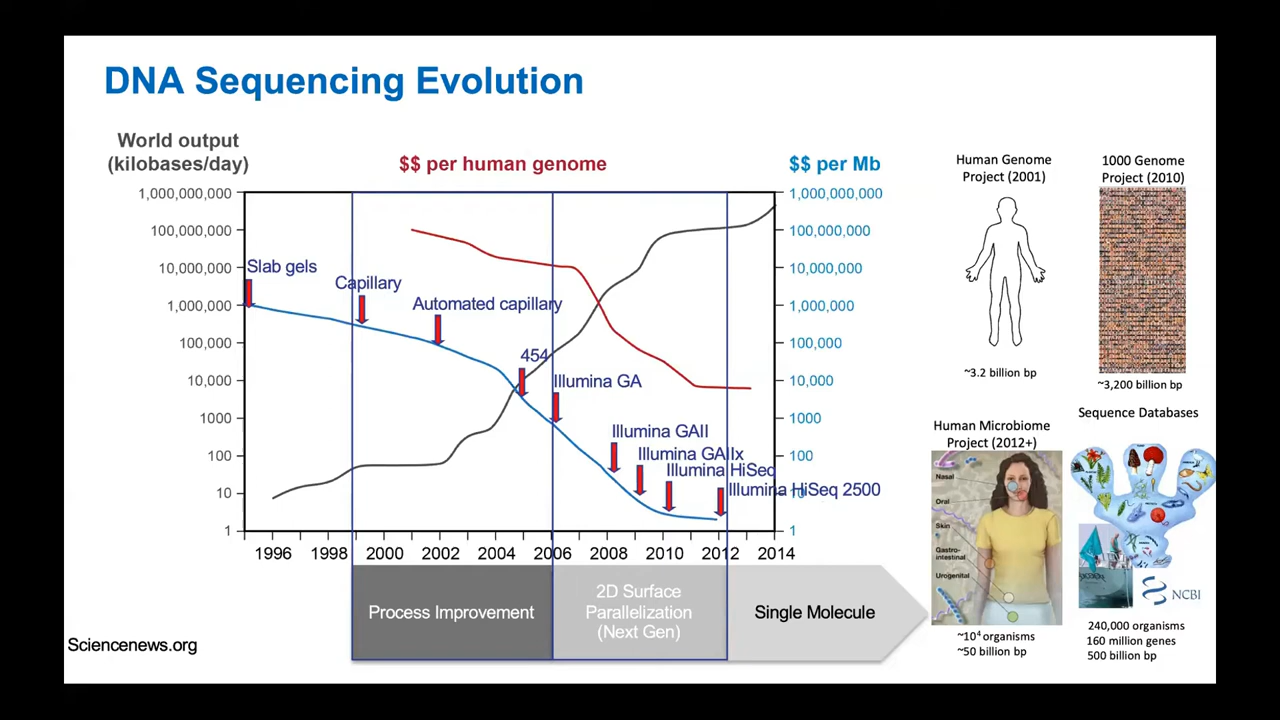 DNA Sequencing Evolution
World output
(kilobases/day)
$$ per human genome
$$ per Mb
1,000,000,000
100,000,000
10,000,000
1,000,000
100,000
10,000
1000
100
10
1
Slab gels
Capillary
Automated capillary
454
Illumina GA
Illumina GAII
Illumina GAIIx
Illumina HiSeq
Illumina HiSeq 2500
1,000,000,000
100,000,000
10,000,000
1,000,000
100,000
10,000
1000
100
10
1
1996 1998 2000 2002 2004 2006 2008 2010 2012 2014
Process Improvement
2D Surface
Parallelization
(Next Gen)
Single Molecule
Sciencenews.org
Human Genome
Project (2001)
~3.2 billion bp
1000 Genome
Project (2010)
~3,200 billion bp
Human Microbiome
Project (2012+)
Nasal
Oral
Skin
Gastro-
intestinal
Urogenital
~10⁴ organisms
~50 billion bp
Sequence Databases
NCBI
240,000 organisms
160 million genes
500 billion bp